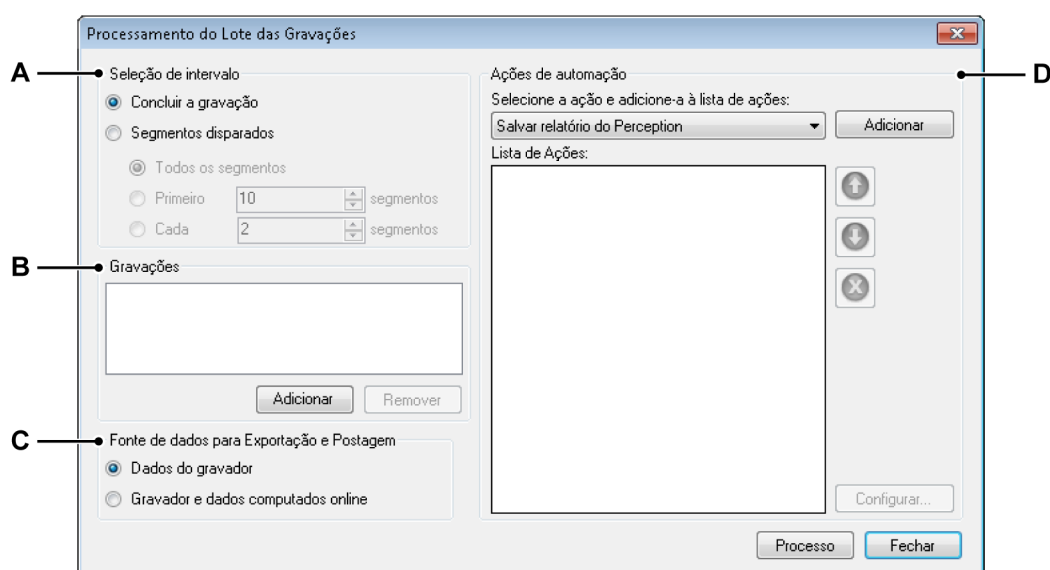 Processamento do Lote das Gravações
A
Seleção de intervalo
Concluir a gravação
Segmentos disparados
Todos os segmentos
Primeiro 10 segmentos
Cada 2 segmentos
B
Gravações
Adicionar Remover
C
Fonte de dados para Exportação e Postagem
Dados do gravador
Gravador e dados computados online
D
Ações de automação
Selecione a ação e adicione-a à lista de ações:
Salvar relatório do Perception Adicionar
Lista de Ações:
Configurar...
Processo Fechar